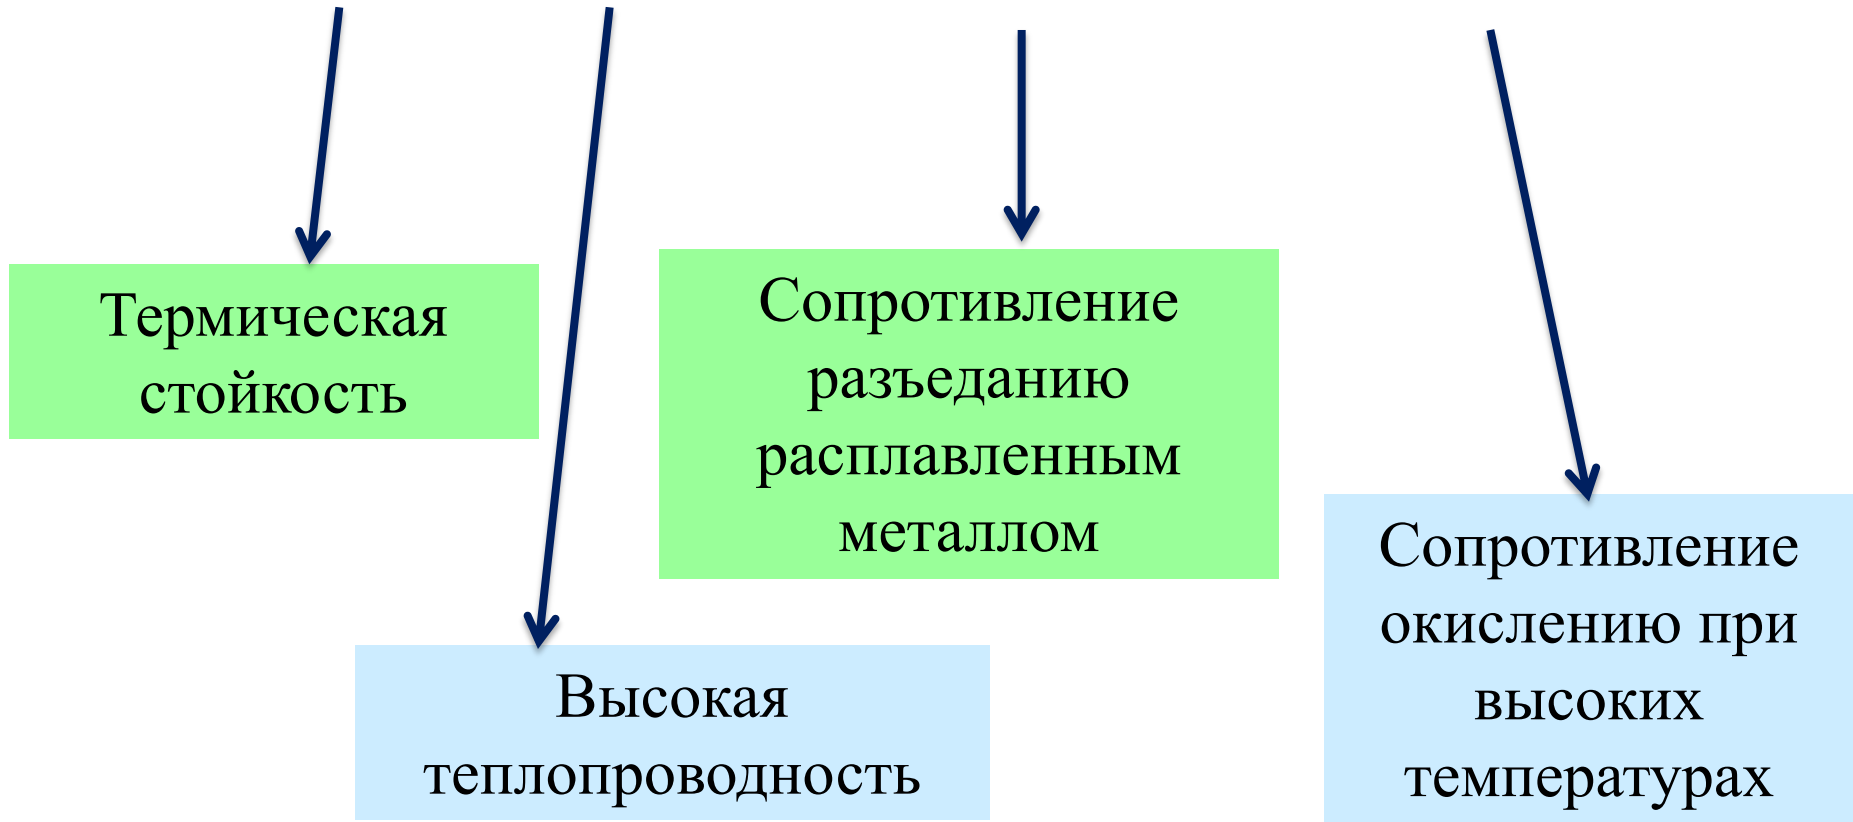 Термическая
стойкость
Сопротивление
разъеданию
расплавленным
металлом
Высокая
теплопроводность
Сопротивление
окислению при
высоких
температурах